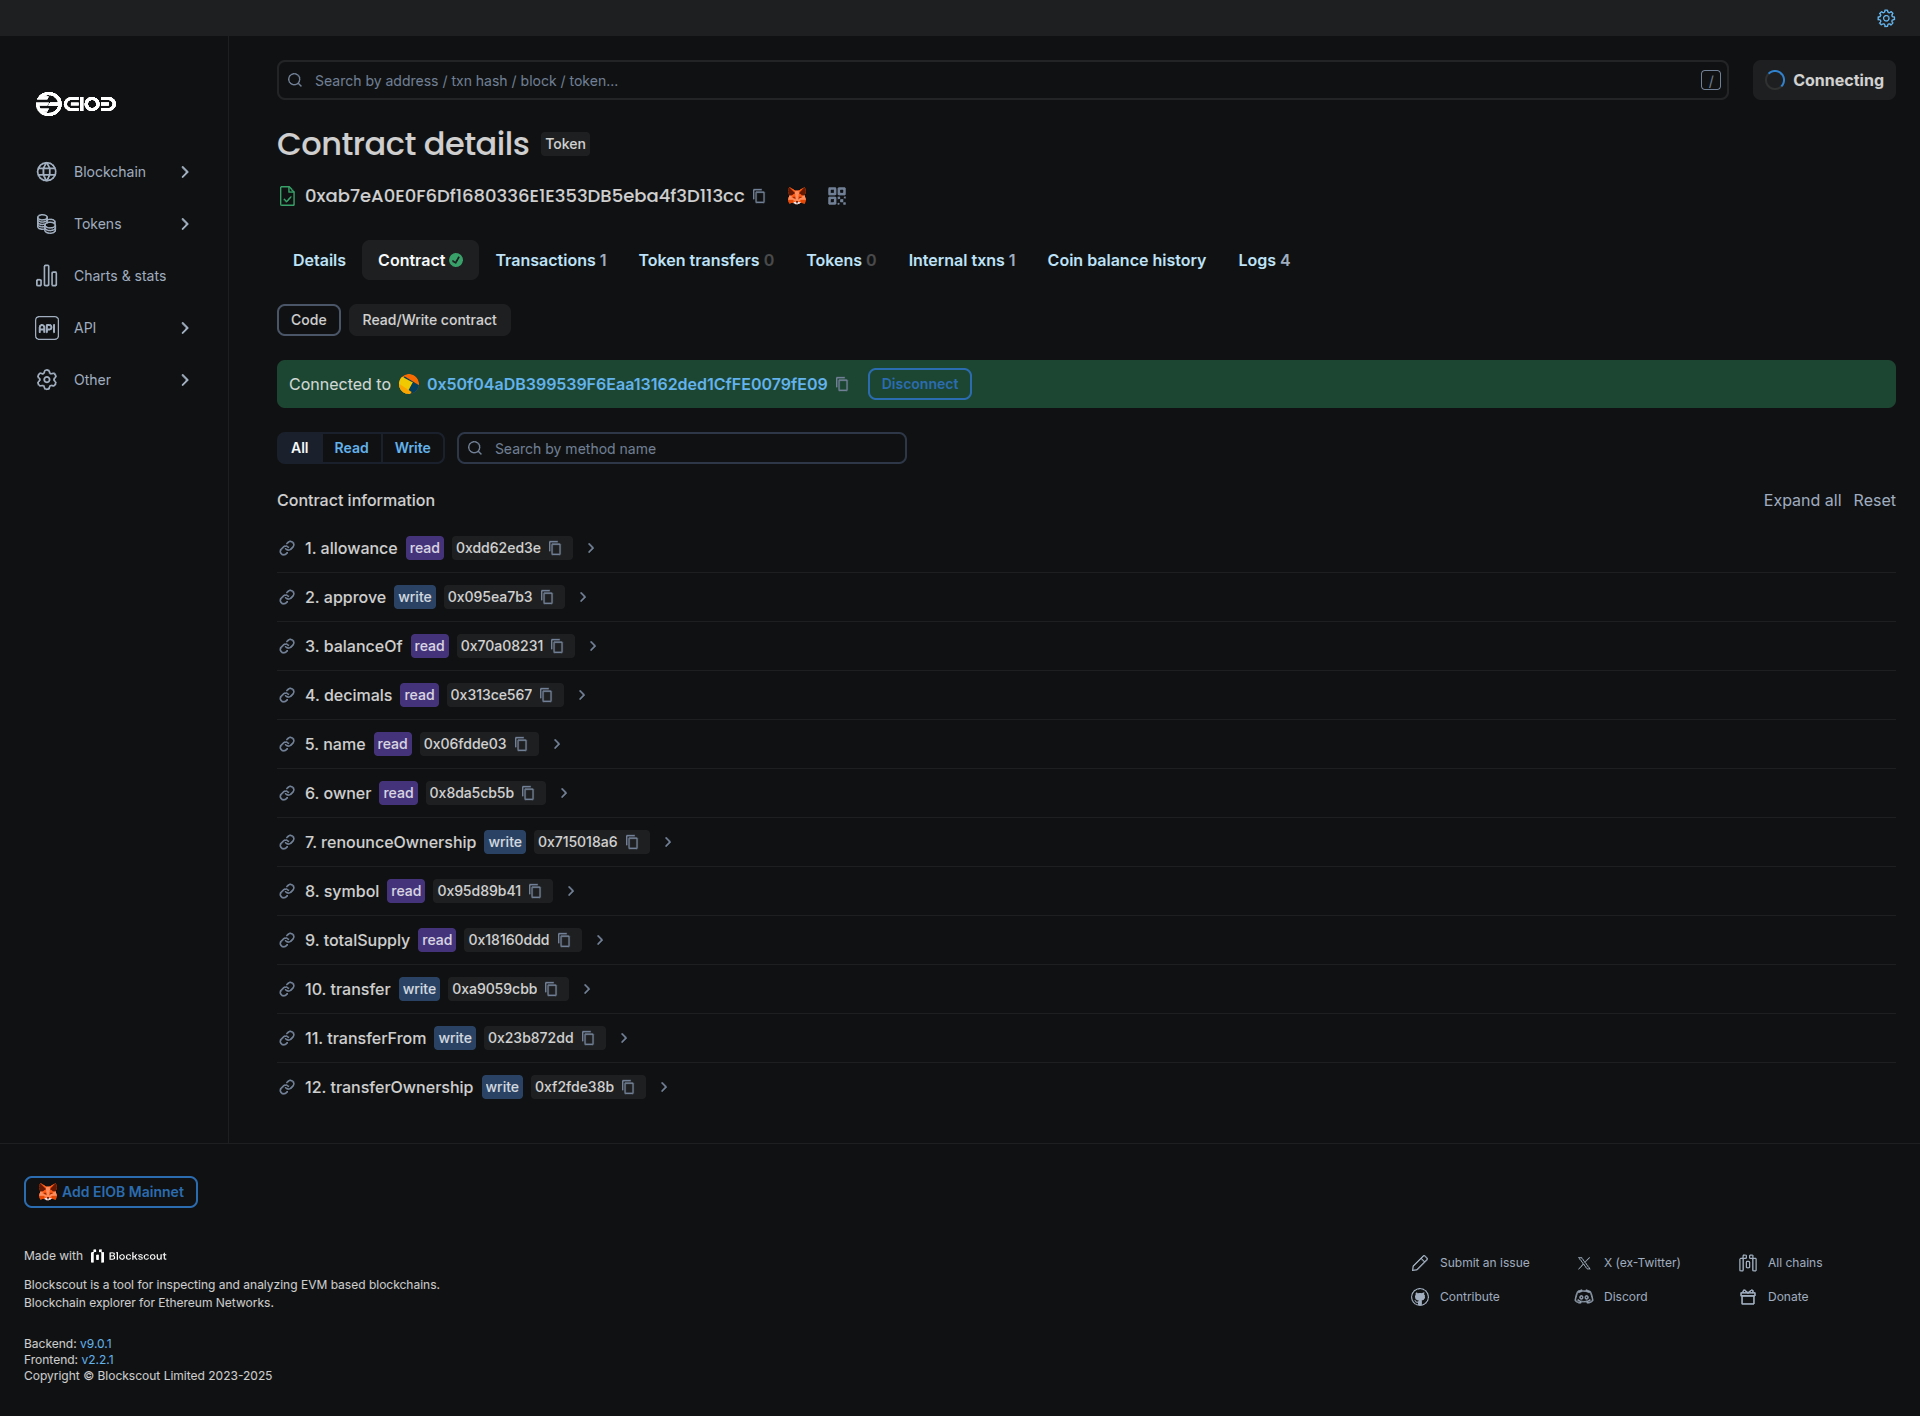 EIOB
Search by address / txn hash / block / token...
/
Connecting
Contract details
Token
0xab7eA0E0F6Df1680336E1E353DB5eba4f3D113cc
Blockchain
Tokens
Charts & stats
API
API
Other
Details
Contract
Transactions 1
Token transfers 0
Tokens 0
Internal txns 1
Coin balance history
Logs 4
Code
Read/Write contract
Connected to 0x50f04aDB399539F6Eaa13162ded1CfFE0079fE09
Disconnect
All
Read
Write
Search by method name
Contract information
Expand all
Reset
1. allowance read 0xdd62ed3e
2. approve write 0x095ea7b3
3. balanceOf read 0x70a08231
4. decimals read 0x313ce567
5. name read 0x06fdde03
6. owner read 0x8da5cb5b
7. renounceOwnership write 0x715018a6
8. symbol read 0x95d89b41
9. totalSupply read 0x18160ddd
10. transfer write 0xa9059cbb
11. transferFrom write 0x23b872dd
12. transferOwnership write 0xf2fde38b
Add EIOB Mainnet
Made with Blockscout
Blockscout is a tool for inspecting and analyzing EVM based blockchains.
Blockchain explorer for Ethereum Networks.
Backend: v9.0.1
Frontend: v2.2.1
Copyright © Blockscout Limited 2023-2025
Submit an issue
X (ex-Twitter)
All chains
Contribute
Discord
Donate